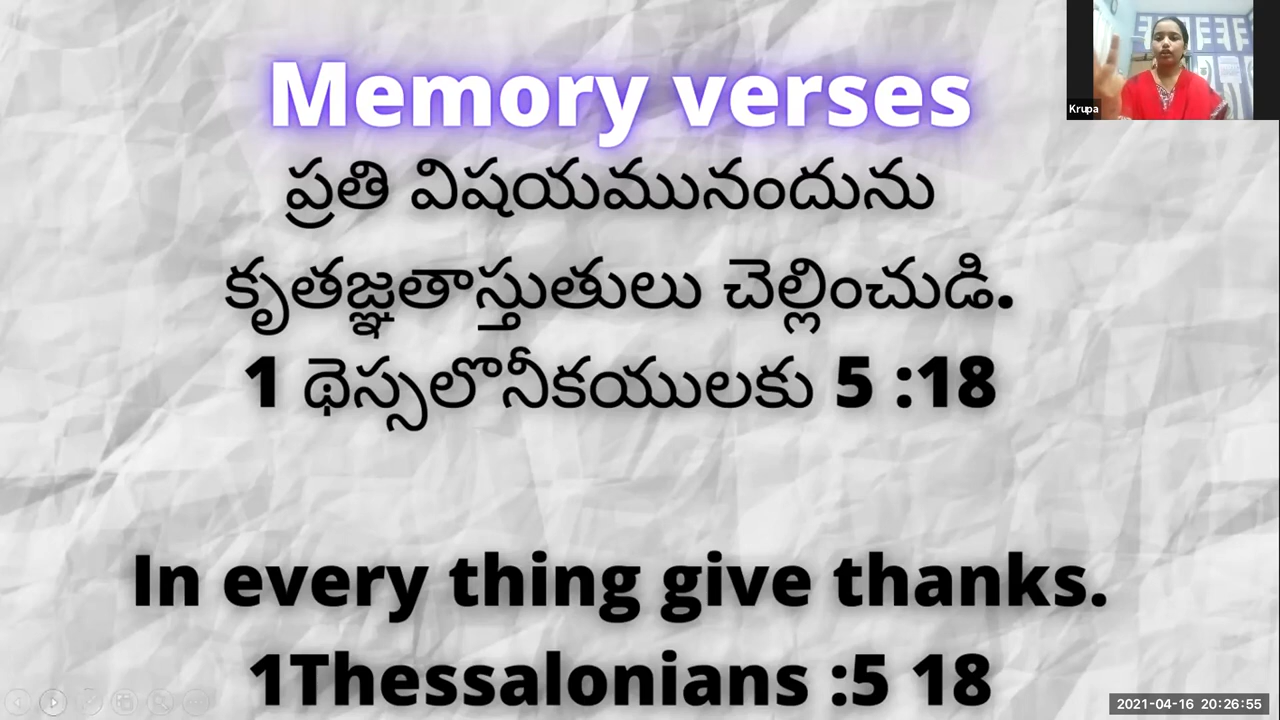 Memory verses
ప్రతి విషయమునందును
కృతజ్ఞతాస్తుతులు చెల్లించుడి.
1 థెస్సలొనీకయులకు 5 :18
In every thing give thanks.
1Thessalonians :5 18
Krupa
2021-04-16 20:26:55